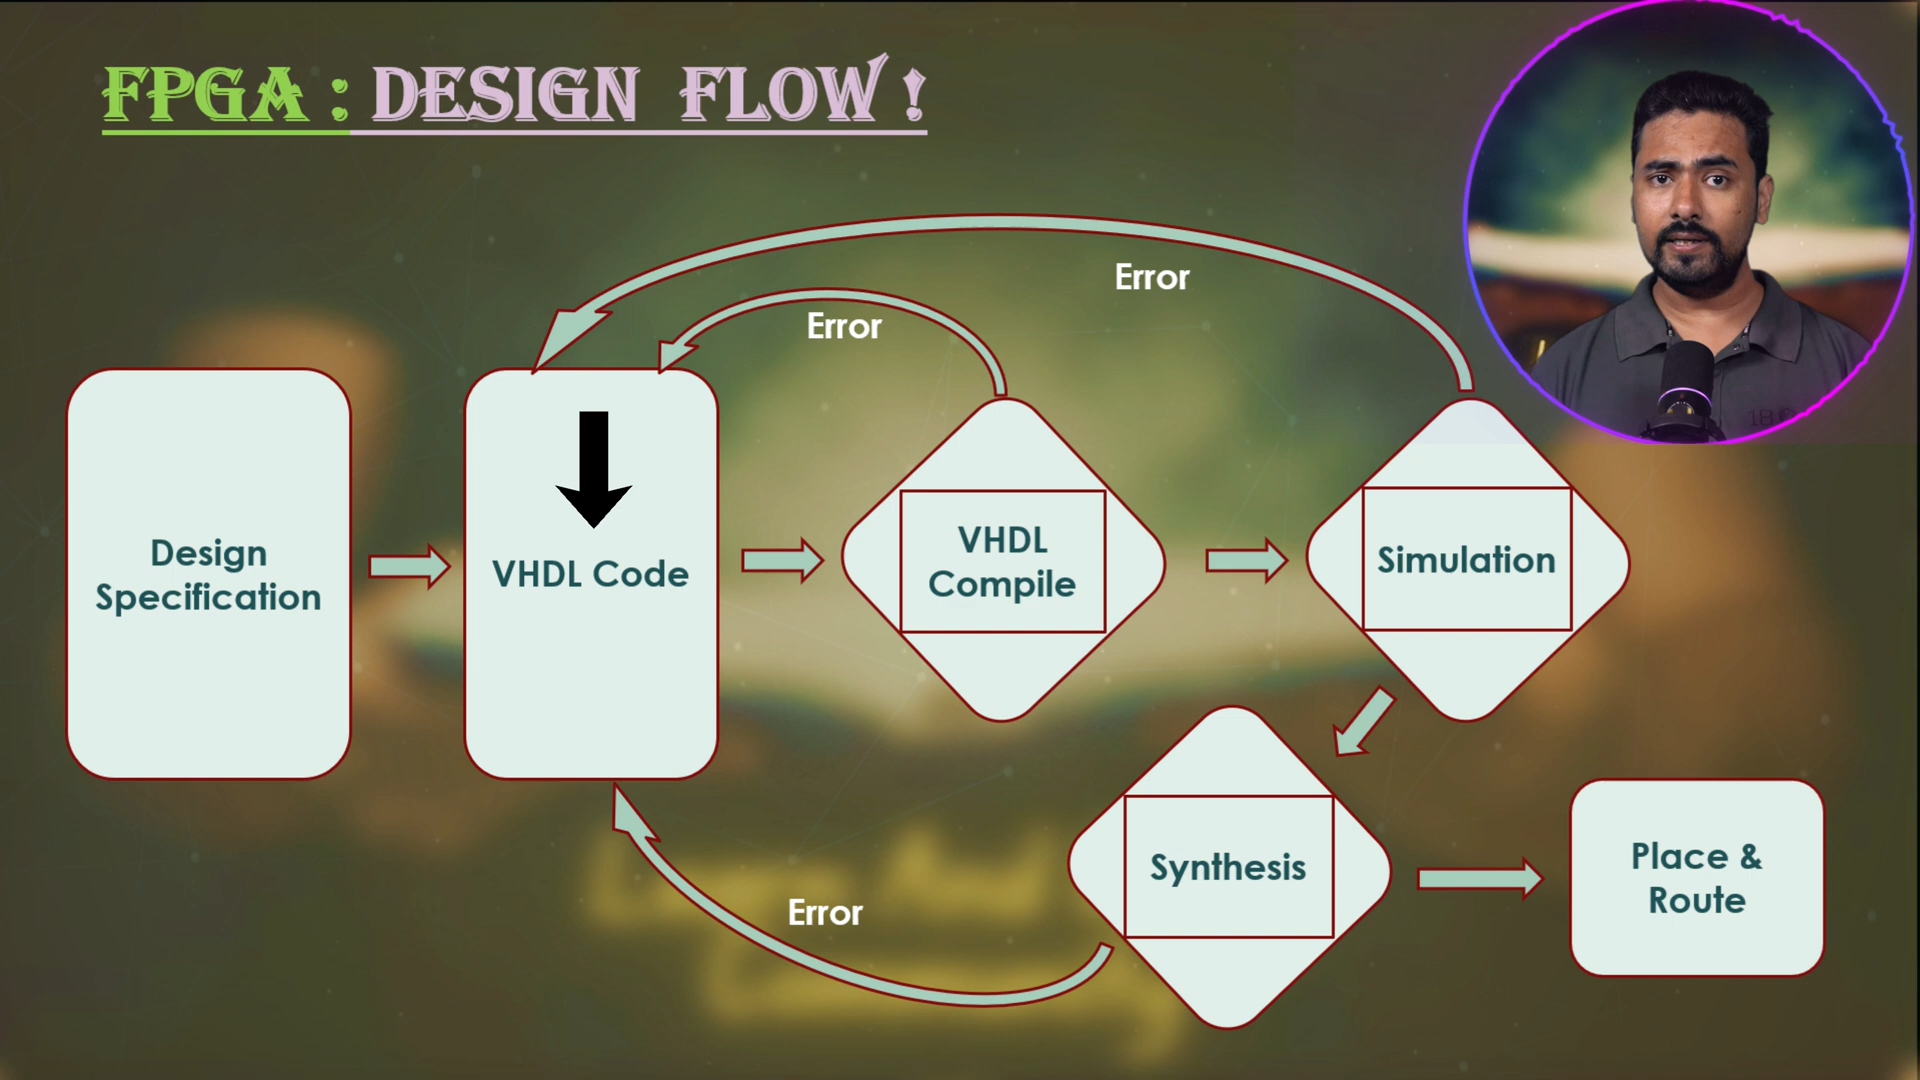 FPGA : DESIGN FLOW !
Error
Error
Design
Specification
VHDL Code
VHDL
Compile
Simulation
Synthesis
Place &
Route
Error